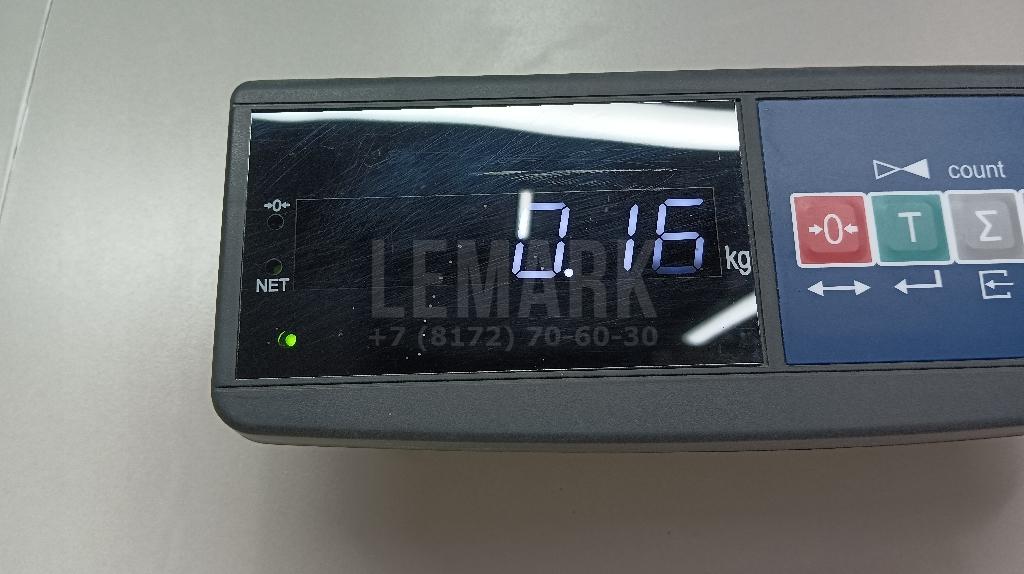 count
→0←
0.16 kg
→0← T Σ
NET
LEMARK
+7 (8172) 70-60-30